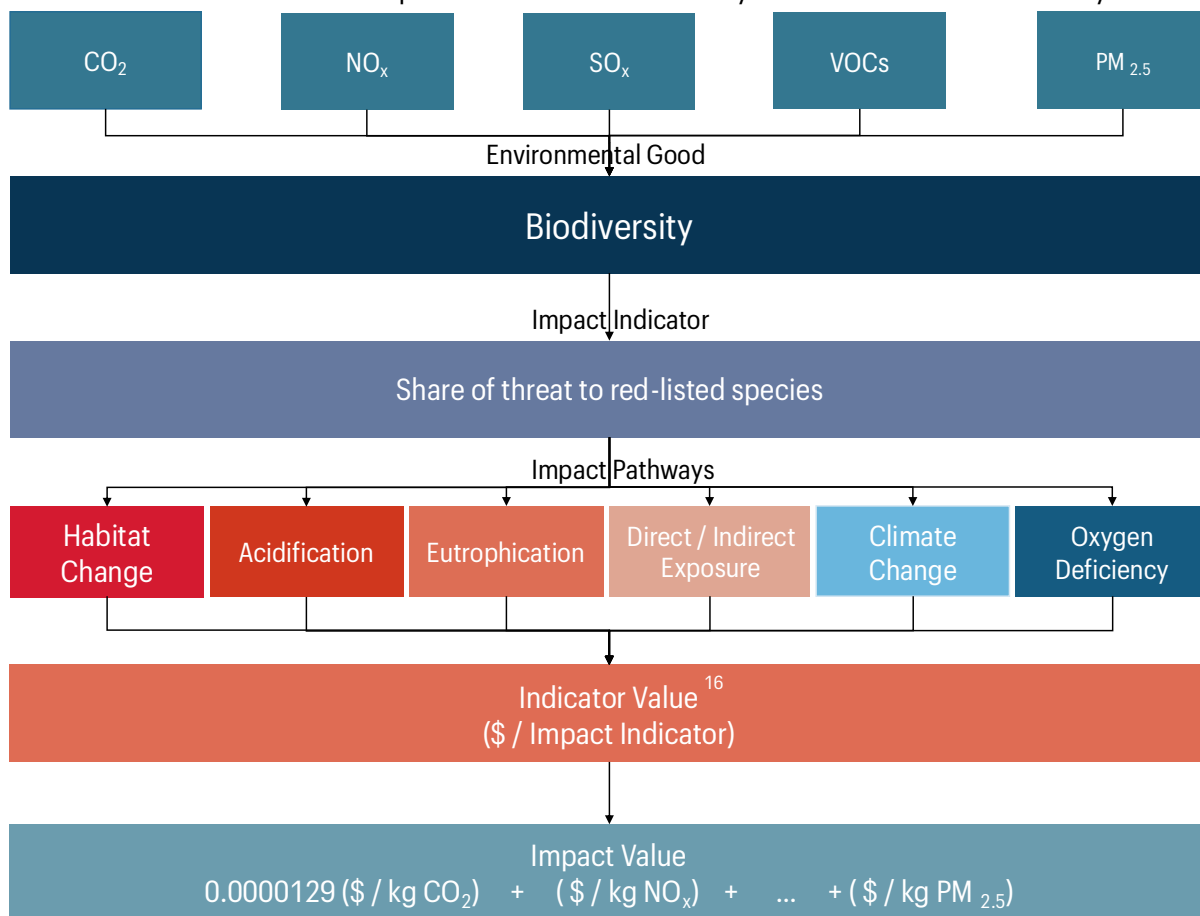 CO₂
NOₓ
SOₓ
VOCs
PM 2.5
Environmental Good
Biodiversity
Impact Indicator
Share of threat to red-listed species
Impact Pathways
Habitat
Change
Acidification
Eutrophication
Direct / Indirect
Exposure
Climate
Change
Oxygen
Deficiency
Indicator Value 16
($ / Impact Indicator)
Impact Value
0.0000129 ($ / kg CO₂) + ($ / kg NOₓ) + ... + ($ / kg PM 2.5)